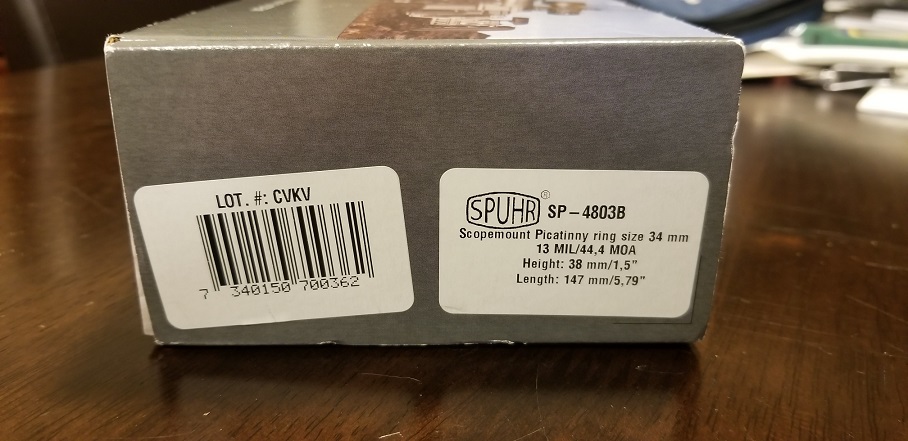 LOT. #: CVKV
7 340150 700362
SPUHR® SP-4803B
Scopemount Picatinny ring size 34 mm
13 MIL/44,4 MOA
Height: 38 mm/1,5"
Length: 147 mm/5,79"